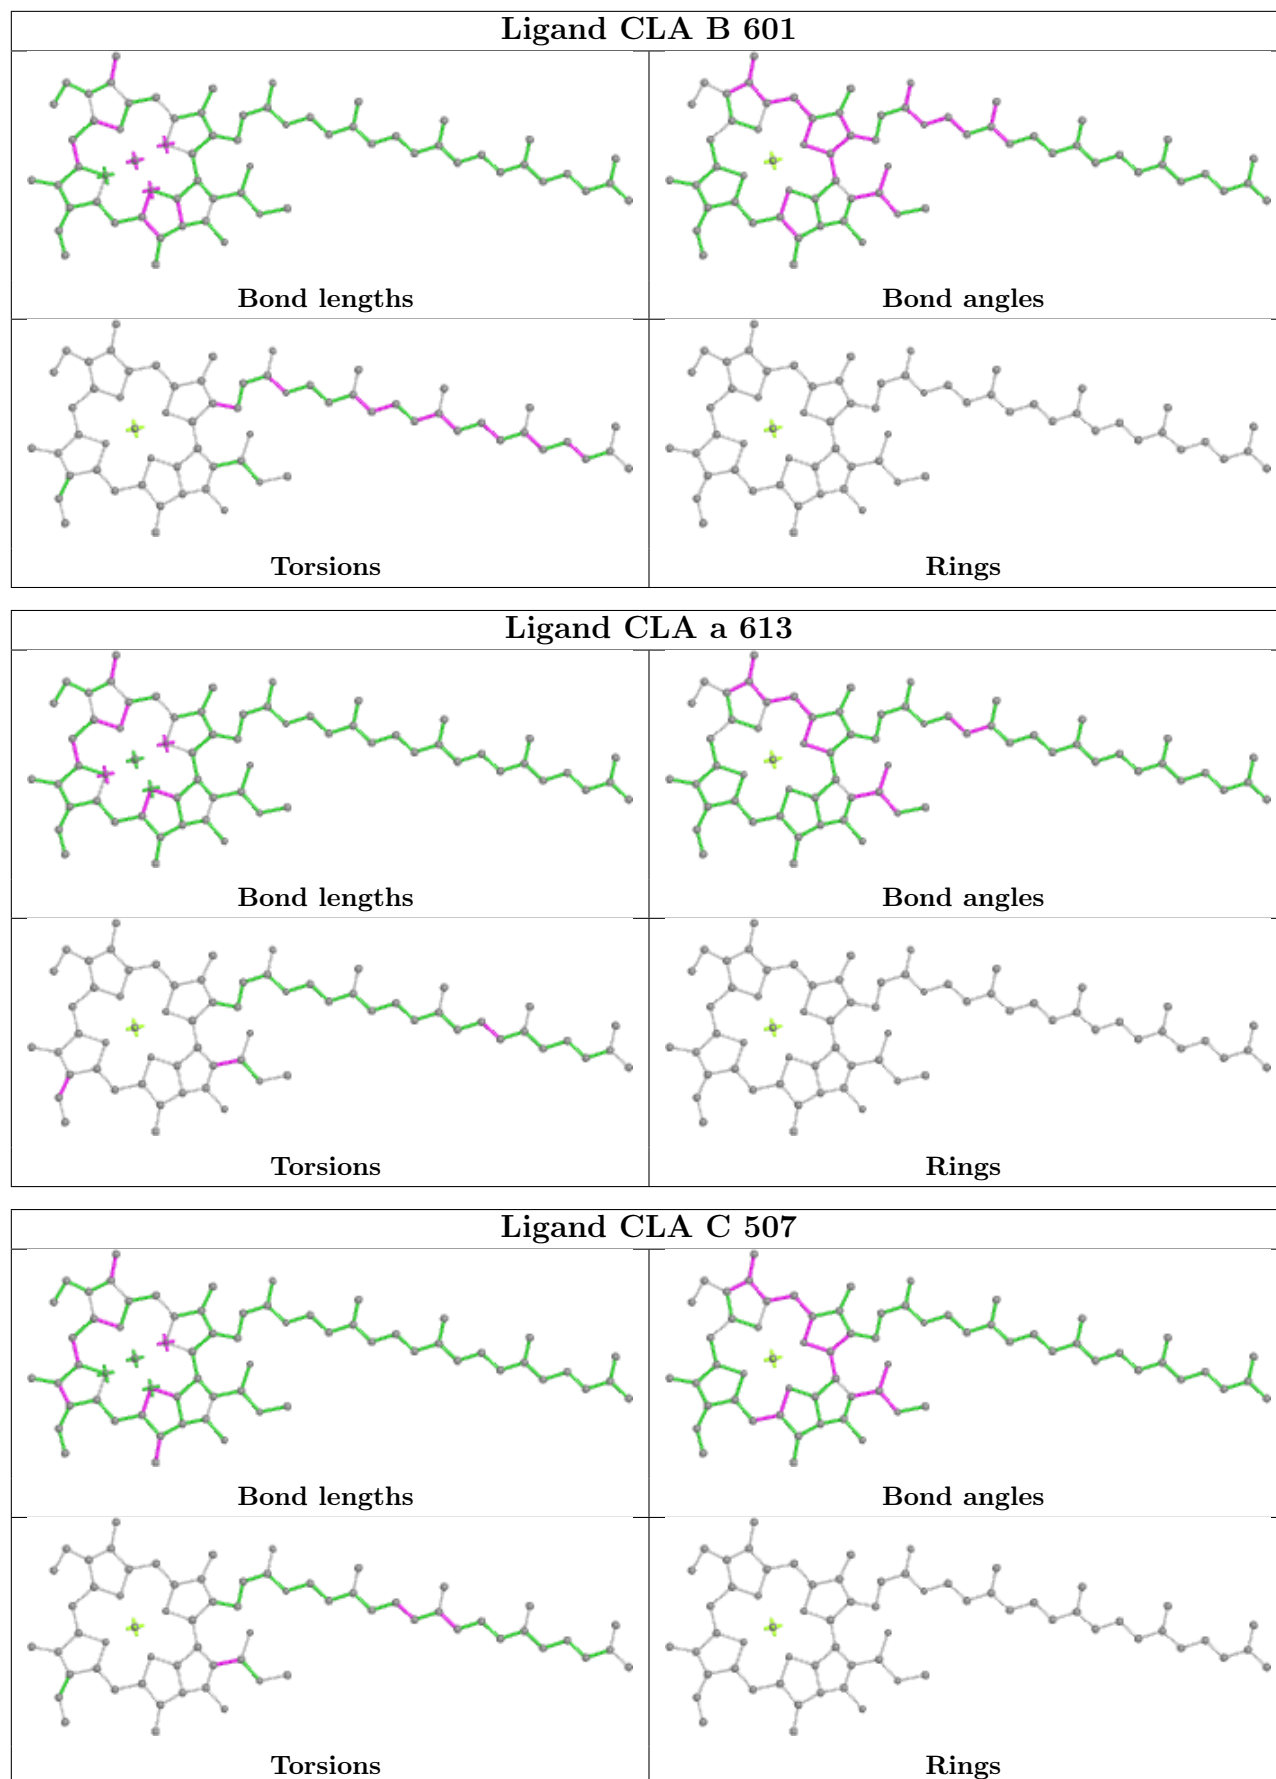 Ligand CLA B 601
Bond lengths
Bond angles
Torsions
Rings
Ligand CLA a 613
Bond lengths
Bond angles
Torsions
Rings
Ligand CLA C 507
Bond lengths
Bond angles
Torsions
Rings